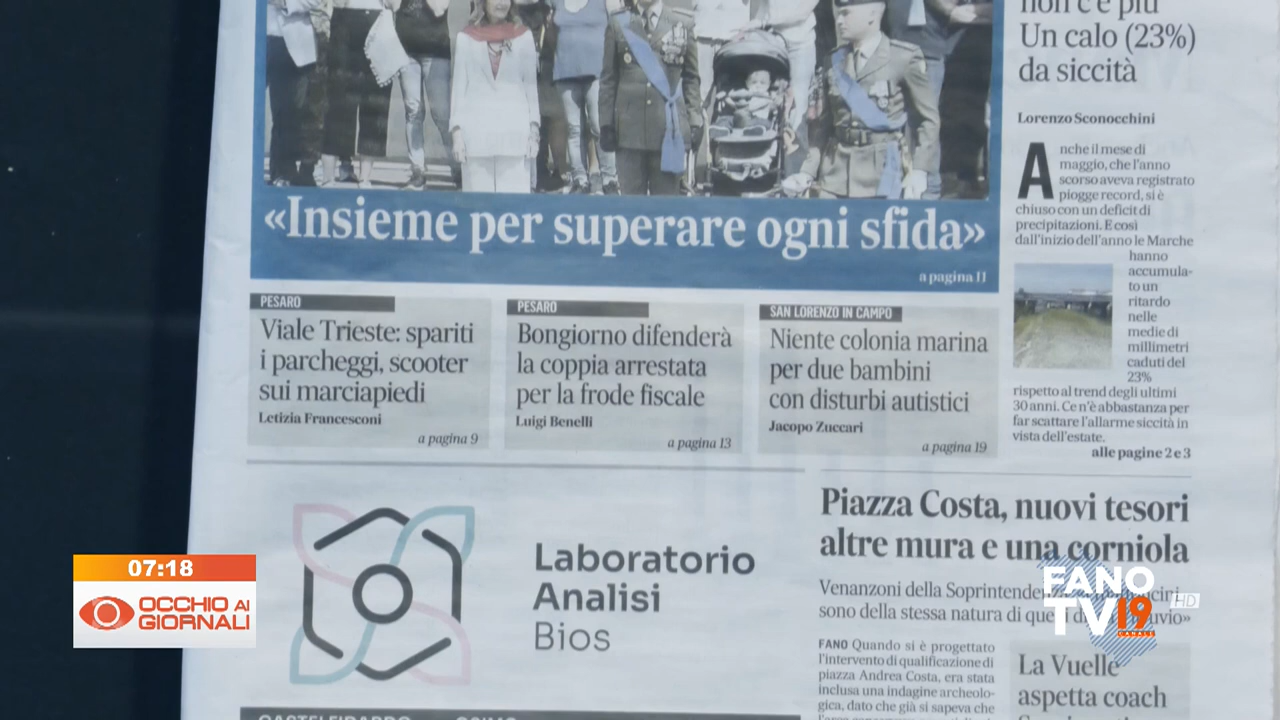 «Insieme per superare ogni sfida»
a pagina 11
PESARO
Viale Trieste: spariti
i parcheggi, scooter
sui marciapiedi
Letizia Francesconi
a pagina 9
PESARO
Bongiorno difenderà
la coppia arrestata
per la frode fiscale
Luigi Benelli
a pagina 13
SAN LORENZO IN CAMPO
Niente colonia marina
per due bambini
con disturbi autistici
Jacopo Zuccari
a pagina 19
non c'è più
Un calo (23%)
da siccità
Lorenzo Sconocchini
Anche il mese di
maggio, che l'anno
scorso aveva registrato
piogge record, si è
chiuso con un deficit di
precipitazioni. E così
dall'inizio dell'anno le Marche
hanno
accumula-
to un
ritardo
nelle
medie di
millimetri
caduti del
23%
rispetto al trend degli ultimi
30 anni. Ce n'è abbastanza per
far scattare l'allarme siccità in
vista dell'estate.
alle pagine 2 e 3
Laboratorio
Analisi
Bios
Piazza Costa, nuovi tesori
altre mura e una corniola
Venanzoni della Soprintenden
sono della stessa natura di
FANO Quando si è progettato
l'intervento di qualificazione di
piazza Andrea Costa, era stata
inclusa una indagine archeolo-
gica, dato che già si sapeva che
La Vuelle
aspetta coach
CASTELFIDARDO OSIMO
07:18
OCCHIO AI
GIORNALI
FANO
TV19
CANALE
HD